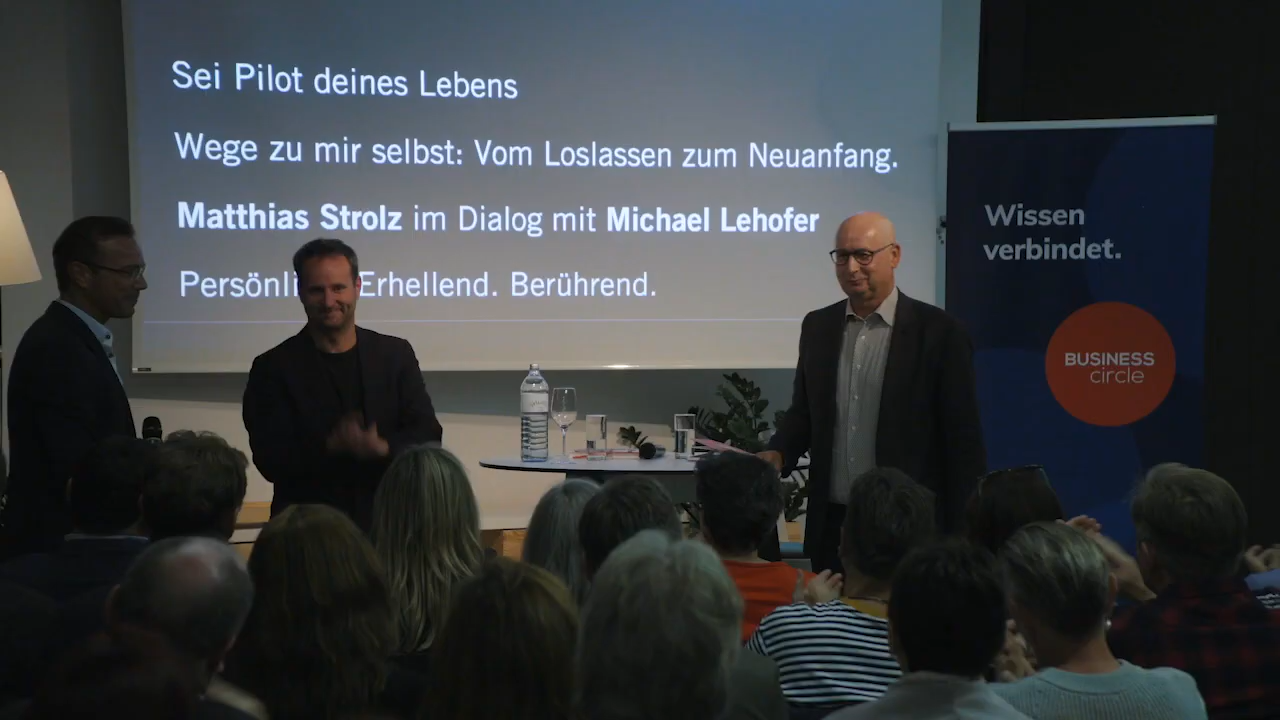 Sei Pilot deines Lebens
Wege zu mir selbst: Vom Loslassen zum Neuanfang.
Matthias Strolz im Dialog mit Michael Lehofer
Persönli Erhellend. Berührend.
Wissen
verbindet.
BUSINESS
circle